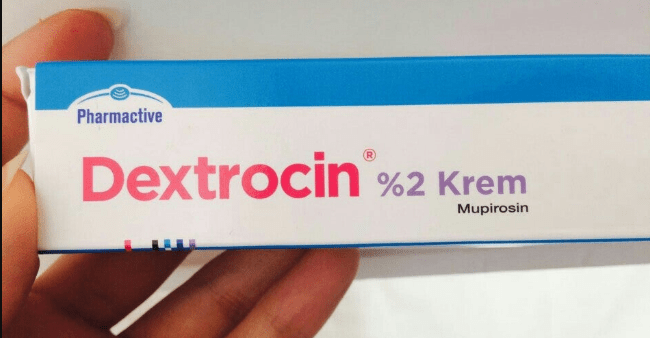 Pharmactive
Dextrocin® %2 Krem
Mupirosin